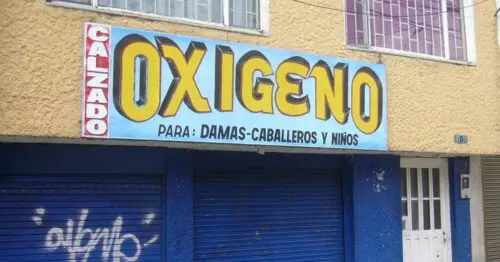 CALZADO
OXIGENO
PARA: DAMAS-CABALLEROS Y NIÑOS